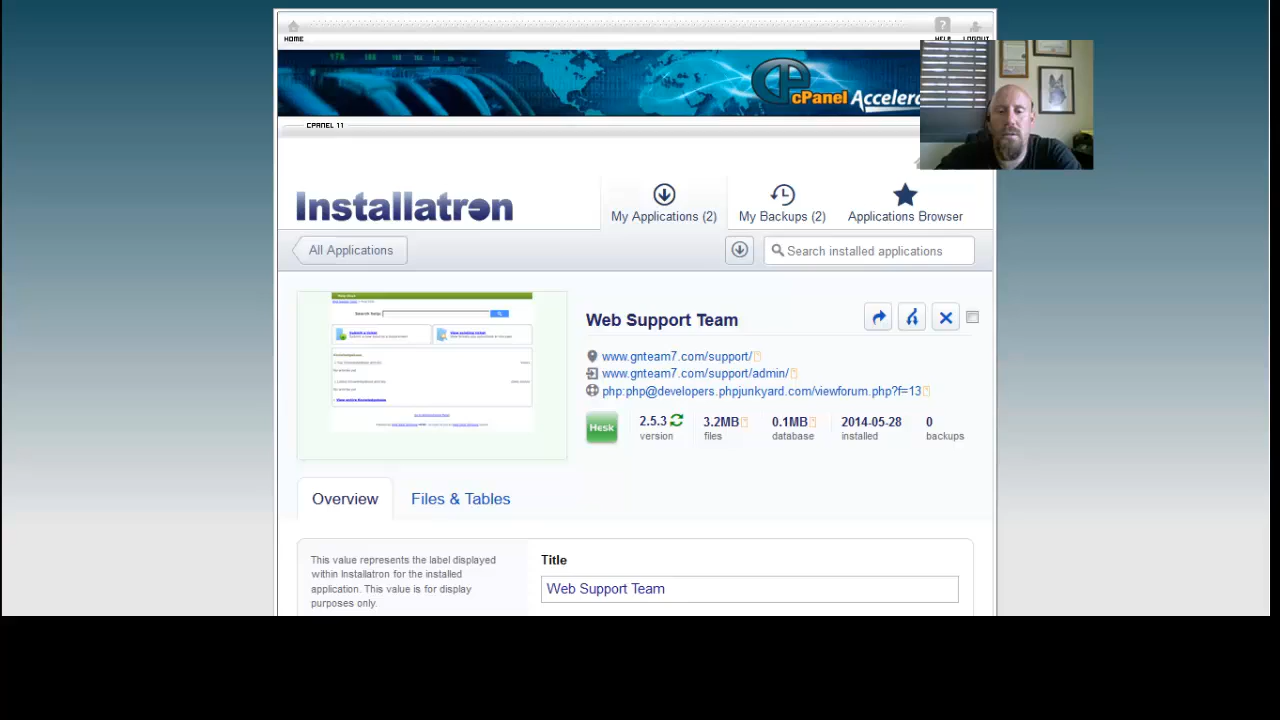 HOME
HELP
LOGOUT
cPanel Accelera
CPANEL 11
Installatron
My Applications (2)
My Backups (2)
Applications Browser
All Applications
Search installed applications
Web Support Team
www.gnteam7.com/support/
www.gnteam7.com/support/admin/
php:php@developers.phpjunkyard.com/viewforum.php?f=13
Hesk
2.5.3
version
3.2MB
files
0.1MB
database
2014-05-28
installed
0
backups
Overview
Files & Tables
This value represents the label displayed
within Installatron for the installed
application. This value is for display
purposes only.
Title
Web Support Team